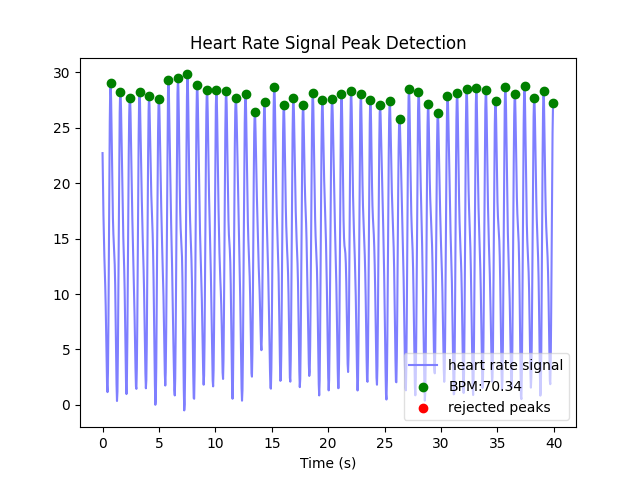 Heart Rate Signal Peak Detection
30
25
20
15
10
5
0
heart rate signal
BPM:70.34
rejected peaks
0 5 10 15 20 25 30 35 40
Time (s)